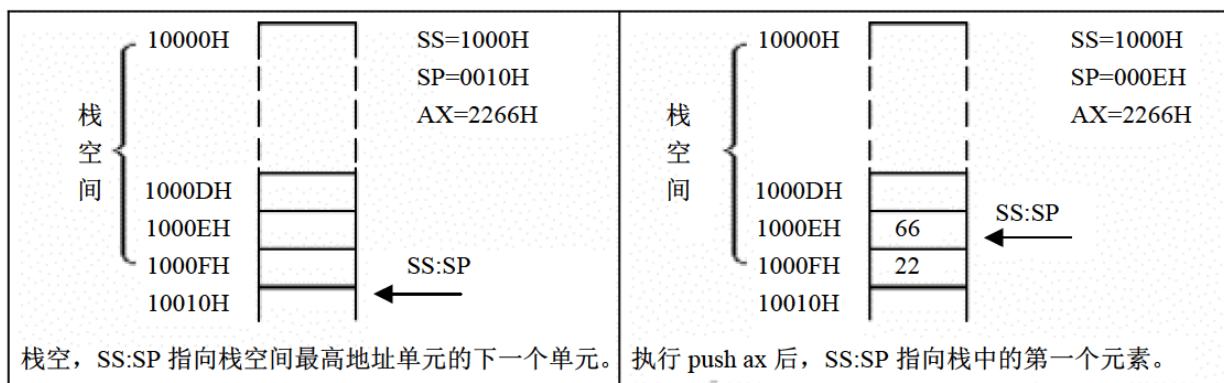 10000H
SS=1000H
SP=0010H
AX=2266H
栈
空
间
1000DH
1000EH
1000FH
SS:SP
10010H
栈空，SS:SP 指向栈空间最高地址单元的下一个单元。
10000H
SS=1000H
SP=000EH
AX=2266H
栈
空
间
1000DH
SS:SP
1000EH 66
1000FH 22
10010H
执行 push ax 后，SS:SP 指向栈中的第一个元素。